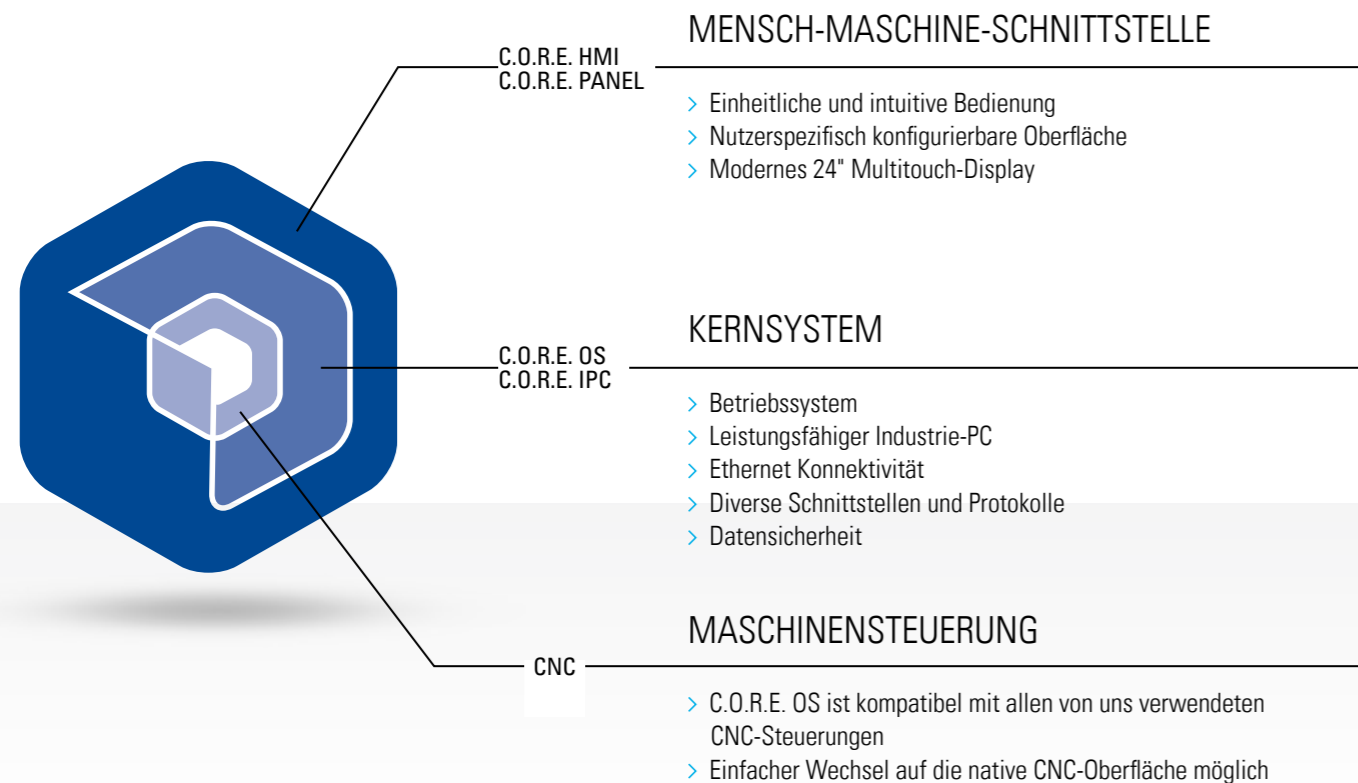 MENSCH-MASCHINE-SCHNITTSTELLE
C.O.R.E. HMI
C.O.R.E. PANEL
> Einheitliche und intuitive Bedienung
> Nutzerspezifisch konfigurierbare Oberfläche
> Modernes 24" Multitouch-Display
KERNSYSTEM
C.O.R.E. OS
C.O.R.E. IPC
> Betriebssystem
> Leistungsfähiger Industrie-PC
> Ethernet Konnektivität
> Diverse Schnittstellen und Protokolle
> Datensicherheit
MASCHINENSTEUERUNG
CNC
> C.O.R.E. OS ist kompatibel mit allen von uns verwendeten
CNC-Steuerungen
> Einfacher Wechsel auf die native CNC-Oberfläche möglich